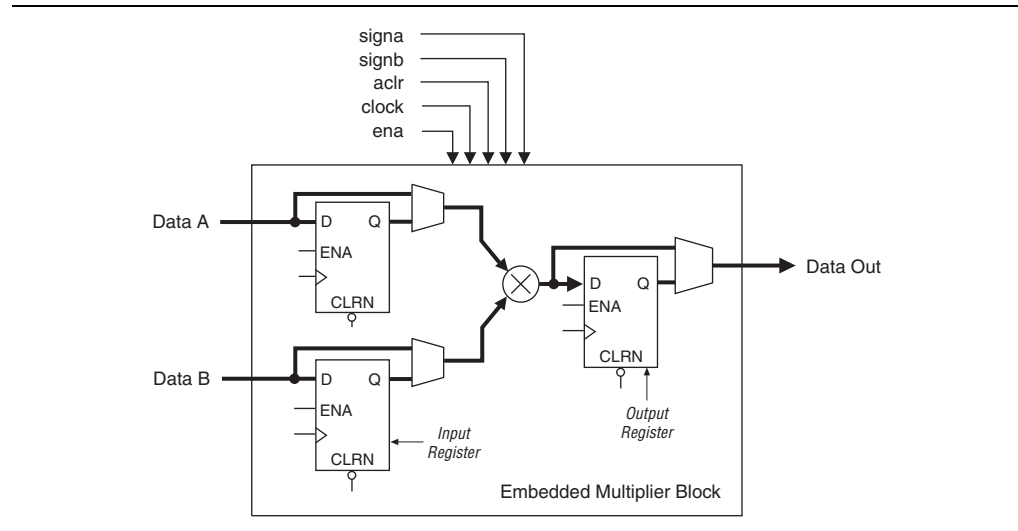 signa
signb
aclr
clock
ena
Data A
D
Q
ENA
CLRN
Data B
D
Q
ENA
CLRN
Input
Register
D
Q
ENA
CLRN
Output
Register
Data Out
Embedded Multiplier Block